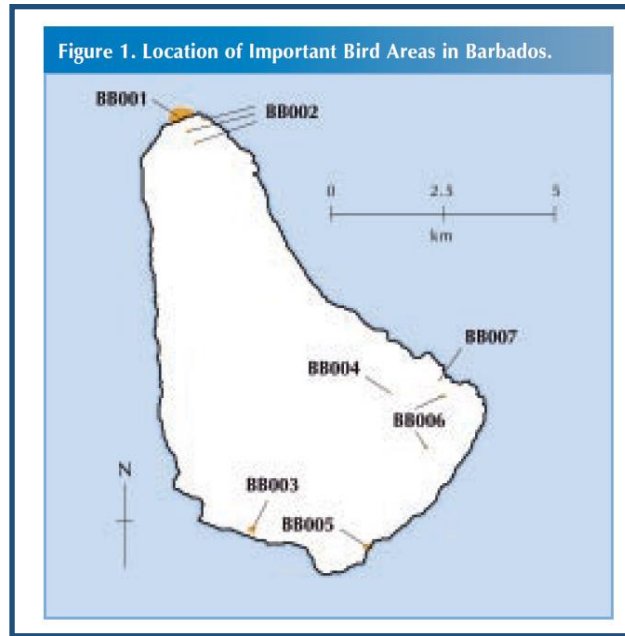 Figure 1. Location of Important Bird Areas in Barbados.
BB001
BB002
0 2.5 5
km
BB007
BB004
BB006
N
BB003
BB005